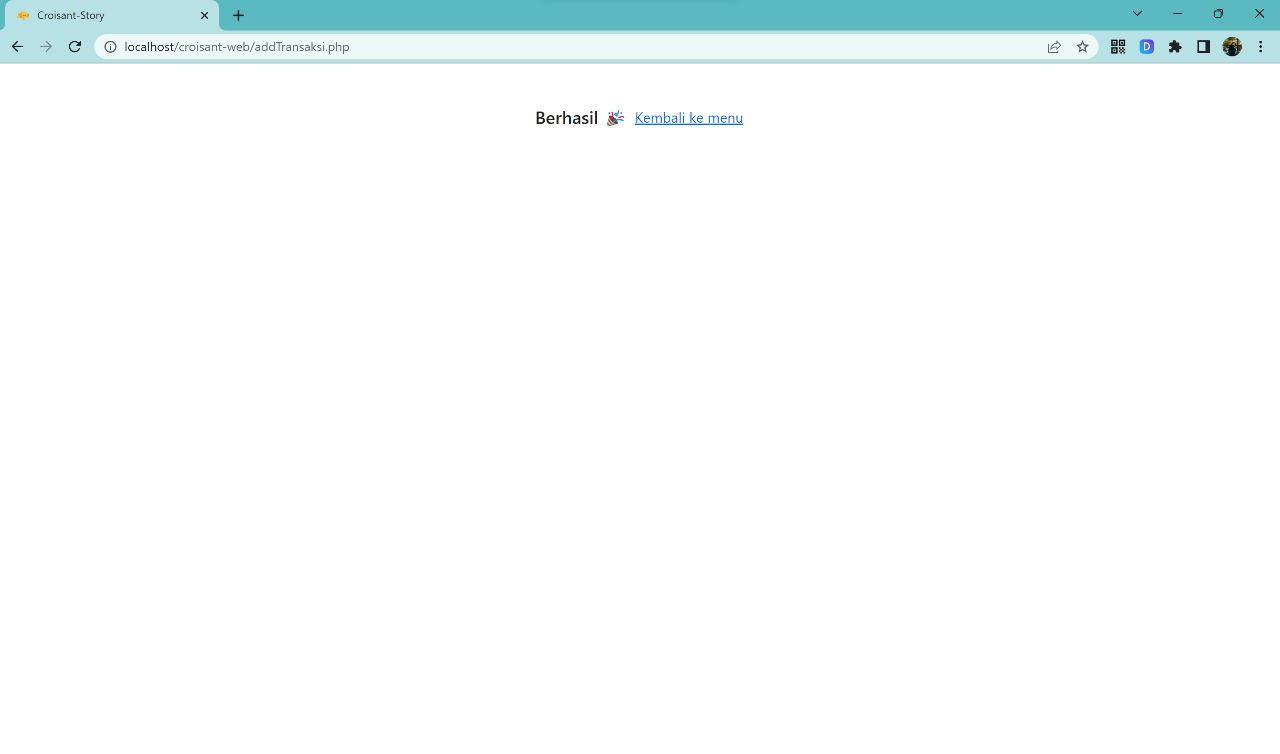 Croisant-Story
localhost/croisant-web/addTransaksi.php
D
Berhasil 🎉 Kembali ke menu